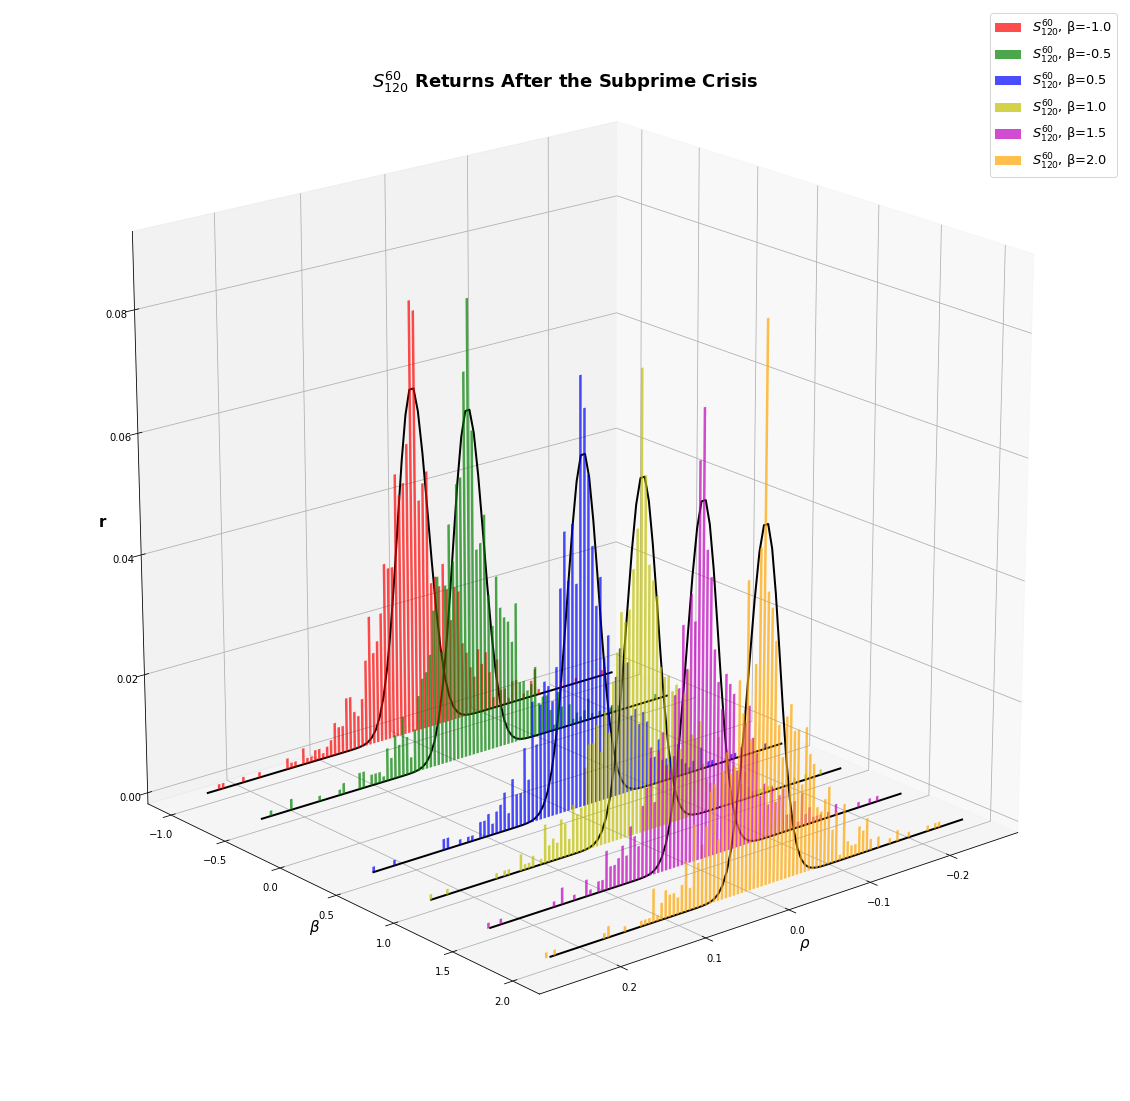 S^{60}_{120}, β=-1.0
S^{60}_{120}, β=-0.5
S^{60}_{120}, β=0.5
S^{60}_{120}, β=1.0
S^{60}_{120}, β=1.5
S^{60}_{120}, β=2.0
S^{60}_{120} Returns After the Subprime Crisis
0.08
0.06
r
0.04
0.02
0.00
−1.0
−0.5
0.0
0.5
1.0
1.5
2.0
β
−0.2
−0.1
0.0
0.1
0.2
ρ